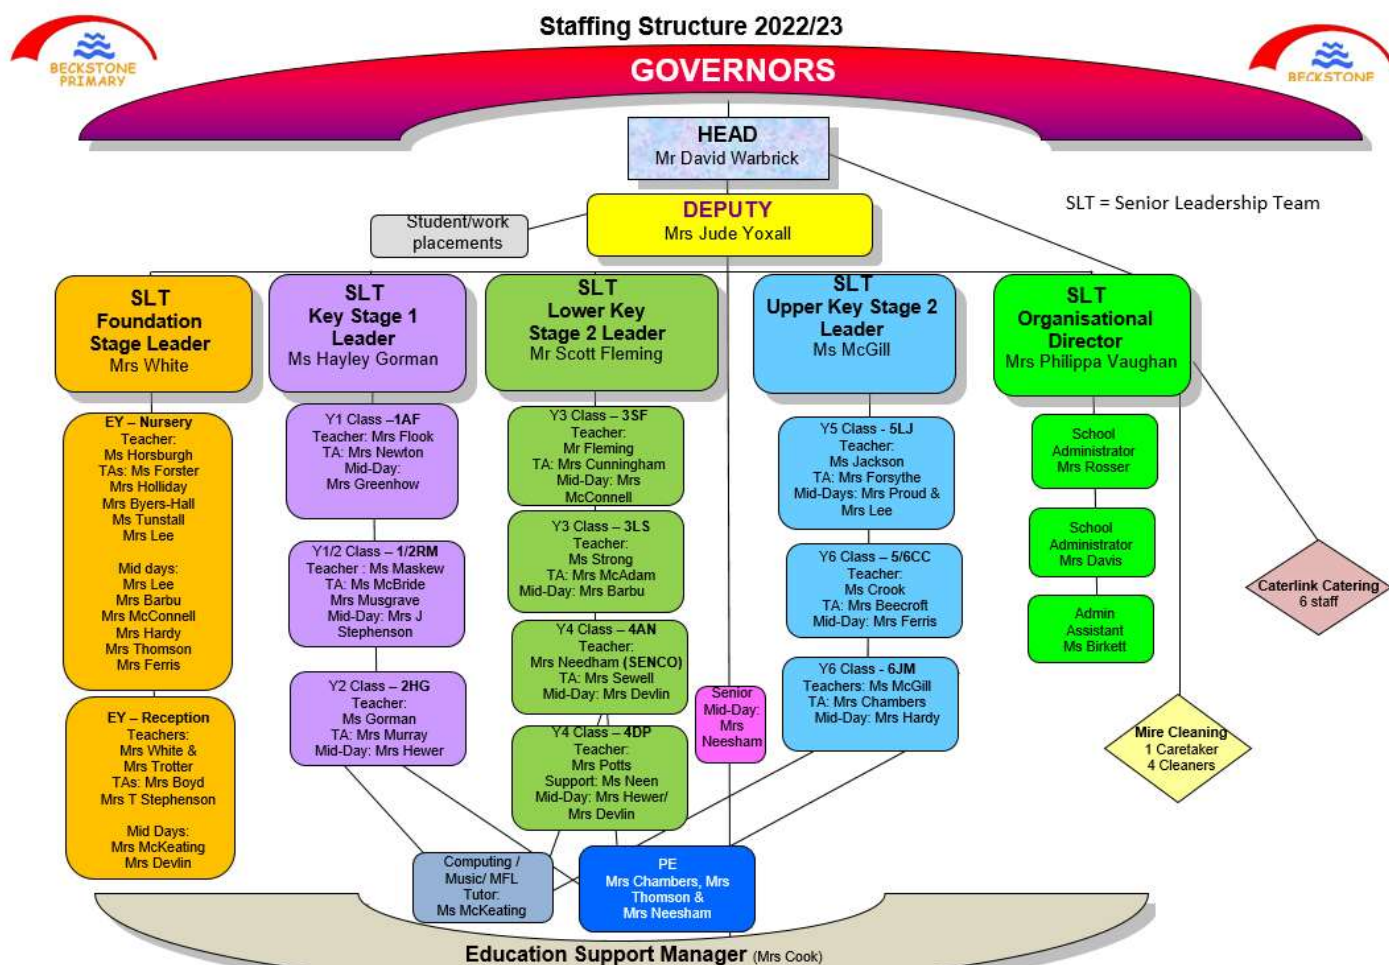 Staffing Structure 2022/23
BECKSTONE
PRIMARY
BECKSTONE
GOVERNORS
HEAD
Mr David Warbrick
SLT = Senior Leadership Team
DEPUTY
Mrs Jude Yoxall
Student/work
placements
SLT
Foundation
Stage Leader
Mrs White
SLT
Key Stage 1
Leader
Ms Hayley Gorman
SLT
Lower Key
Stage 2 Leader
Mr Scott Fleming
SLT
Upper Key Stage 2
Leader
Ms McGill
SLT
Organisational
Director
Mrs Philippa Vaughan
EY – Nursery
Teacher:
Ms Horsburgh
TAs: Ms Forster
Mrs Holliday
Mrs Byers-Hall
Ms Tunstall
Mrs Lee
Mid days:
Mrs Lee
Mrs Barbu
Mrs McConnell
Mrs Hardy
Mrs Thomson
Mrs Ferris
EY – Reception
Teachers:
Mrs White &
Mrs Trotter
TAs: Mrs Boyd
Mrs T Stephenson
Mid Days:
Mrs McKeating
Mrs Devlin
Y1 Class –1AF
Teacher: Mrs Flook
TA: Mrs Newton
Mid-Day:
Mrs Greenhow
Y1/2 Class – 1/2RM
Teacher : Ms Maskew
TA: Ms McBride
Mrs Musgrave
Mid-Day: Mrs J
Stephenson
Y2 Class – 2HG
Teacher:
Ms Gorman
TA: Mrs Murray
Mid-Day: Mrs Hewer
Y3 Class – 3SF
Teacher:
Mr Fleming
TA: Mrs Cunningham
Mid-Day: Mrs
McConnell
Y3 Class – 3LS
Teacher:
Ms Strong
TA: Mrs McAdam
Mid-Day: Mrs Barbu
Y4 Class – 4AN
Teacher:
Mrs Needham (SENCO)
TA: Mrs Sewell
Mid-Day: Mrs Devlin
Y4 Class – 4DP
Teacher:
Mrs Potts
Support: Ms Neen
Mid-Day: Mrs Hewer/
Mrs Devlin
Senior
Mid-Day:
Mrs
Neesham
Y5 Class - 5LJ
Teacher:
Ms Jackson
TA: Mrs Forsythe
Mid-Days: Mrs Proud &
Mrs Lee
Y6 Class – 5/6CC
Teacher:
Ms Crook
TA: Mrs Beecroft
Mid-Day: Mrs Ferris
Y6 Class - 6JM
Teachers: Ms McGill
TA: Mrs Chambers
Mid-Day: Mrs Hardy
School
Administrator
Mrs Rosser
School
Administrator
Mrs Davis
Admin
Assistant
Ms Birkett
Caterlink Catering
6 staff
Mire Cleaning
1 Caretaker
4 Cleaners
Computing /
Music/ MFL
Tutor:
Ms McKeating
PE
Mrs Chambers, Mrs
Thomson &
Mrs Neesham
Education Support Manager (Mrs Cook)